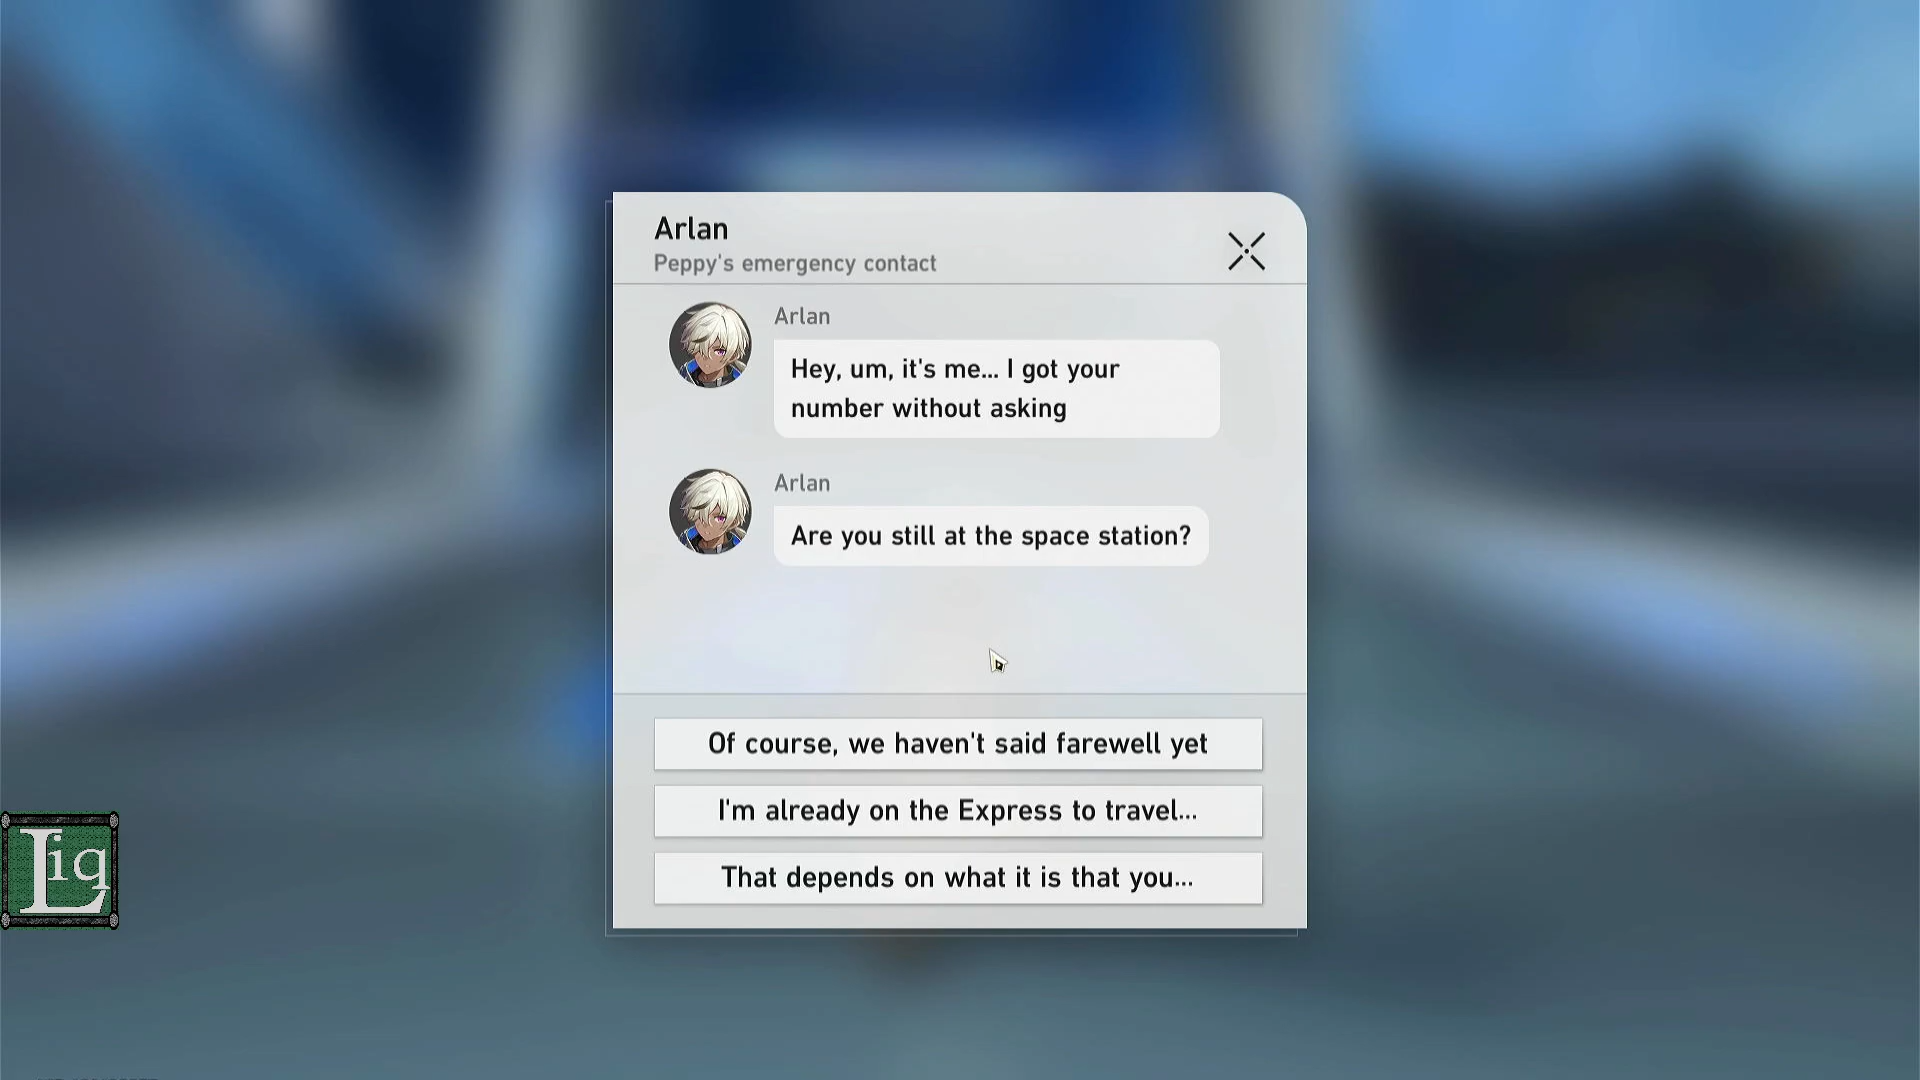 Arlan
Peppy's emergency contact
Arlan
Hey, um, it's me... I got your
number without asking
Arlan
Are you still at the space station?
Of course, we haven't said farewell yet
I'm already on the Express to travel...
That depends on what it is that you...
Liq